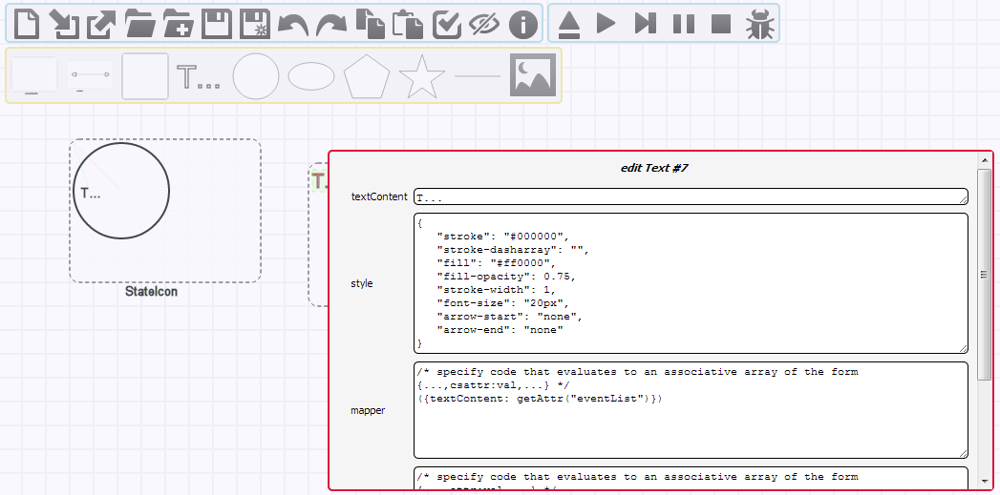 T...
T...
StateIcon
T.
edit Text #7
textContent
T...
style
{
"stroke": "#000000",
"stroke-dasharray": "",
"fill": "#ff0000",
"fill-opacity": 0.75,
"stroke-width": 1,
"font-size": "20px",
"arrow-start": "none",
"arrow-end": "none"
}
mapper
/* specify code that evaluates to an associative array of the form
{...,csattr:val,...} */
({textContent: getAttr("eventList")})
/* specify code that evaluates to an associative array of the form